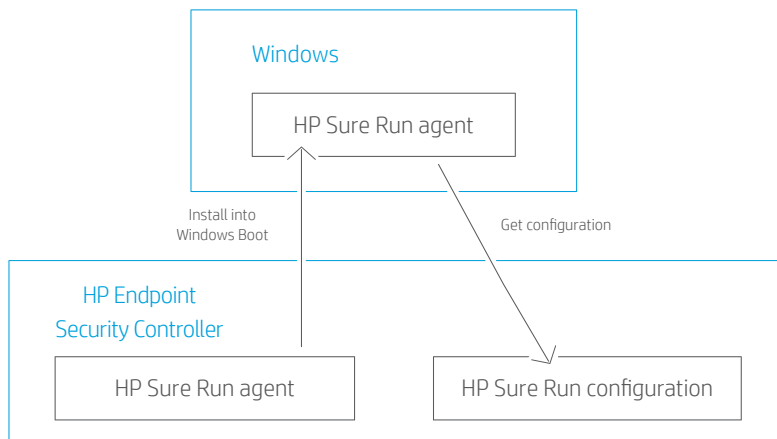 Windows
HP Sure Run agent
Install into
Windows Boot
Get configuration
HP Endpoint
Security Controller
HP Sure Run agent
HP Sure Run configuration